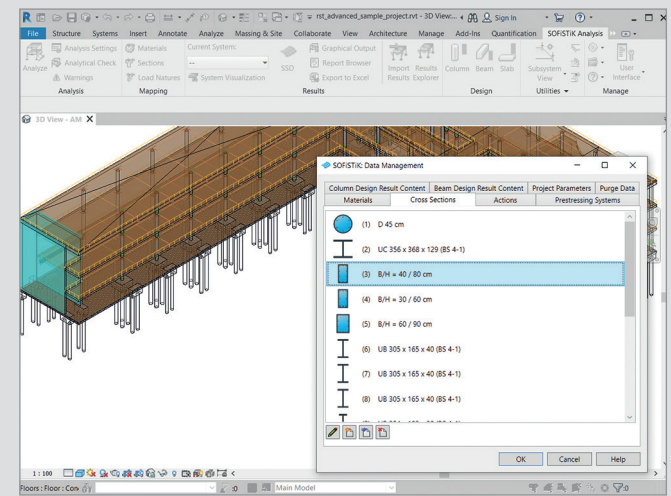 R rst_advanced_sample_project.rvt - 3D View:... Sign In
File Structure Systems Insert Annotate Analyze Massing & Site Collaborate View Architecture Manage Add-Ins Quantification SOFiSTiK Analysis
Analysis Settings Materials Current System: Graphical Output
Analyze Analytical Check Sections -- SSD Report Browser Import Results Results Explorer Column Beam Slab Subsystem View User Interface
Warnings Load Natures System Visualization Export to Excel
Analysis Mapping Results Design Utilities Manage
3D View - AM X
SOFiSTiK: Data Management
Column Design Result Content Beam Design Result Content Project Parameters Purge Data
Materials Cross Sections Actions Prestressing Systems
(1) D 45 cm
(2) UC 356 x 368 x 129 (BS 4-1)
(3) B/H = 40 / 80 cm
(4) B/H = 30 / 60 cm
(5) B/H = 60 / 90 cm
(6) UB 305 x 165 x 40 (BS 4-1)
(7) UB 305 x 165 x 40 (BS 4-1)
(8) UB 305 x 165 x 40 (BS 4-1)
OK Cancel Help
1 : 100
Floors : Floor : Con :0 Main Model :0